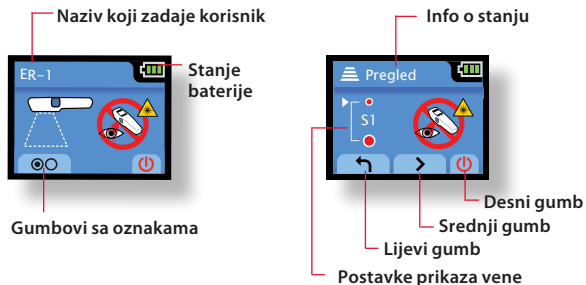 Naziv koji zadaje korisnik
ER-1
Stanje
baterije
Gumbovi sa oznakama
Info o stanju
Pregled
S1
Desni gumb
Srednji gumb
Lijevi gumb
Postavke prikaza vene